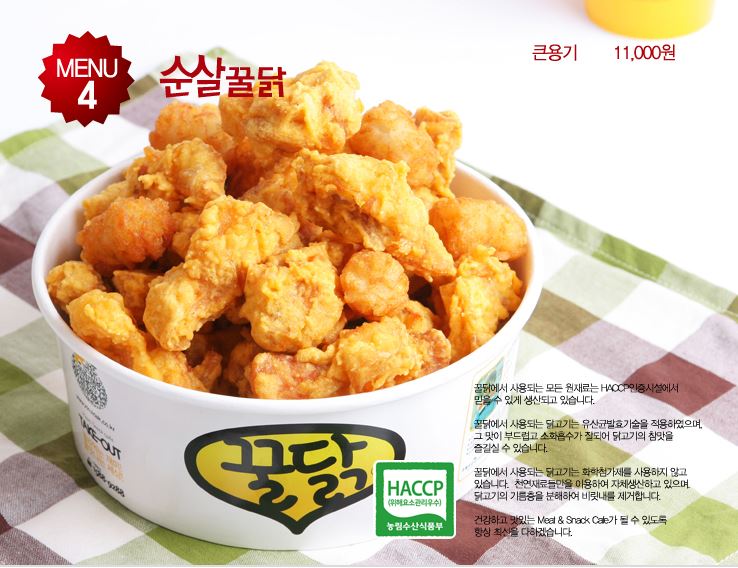 MENU
4
순살꿀닭
큰용기 11,000원
TAKE-OUT
꿀닭
HACCP
(위해요소관리우수)
농림수산식품부
꿀닭에서 사용되는 모든 원재료는 HACCP인증시설에서
믿을 수 있게 생산되고 있습니다.
꿀닭에서 사용되는 닭고기는 유산균발효기술을 적용하였으며,
그 맛이 부드럽고 소화흡수가 잘되어 닭고기의 참맛을
즐길실 수 있습니다.
꿀닭에서 사용되는 닭고기는 화학첨가제를 사용하지 않고
있습니다. 천연재료들만을 이용하여 자체생산하고 있으며,
닭고기의 기름층을 분해하여 비릿내를 제거합니다.
건강하고 맛있는 Meal & Snack Cafe가 될 수 있도록
항상 최선을 다하겠습니다.